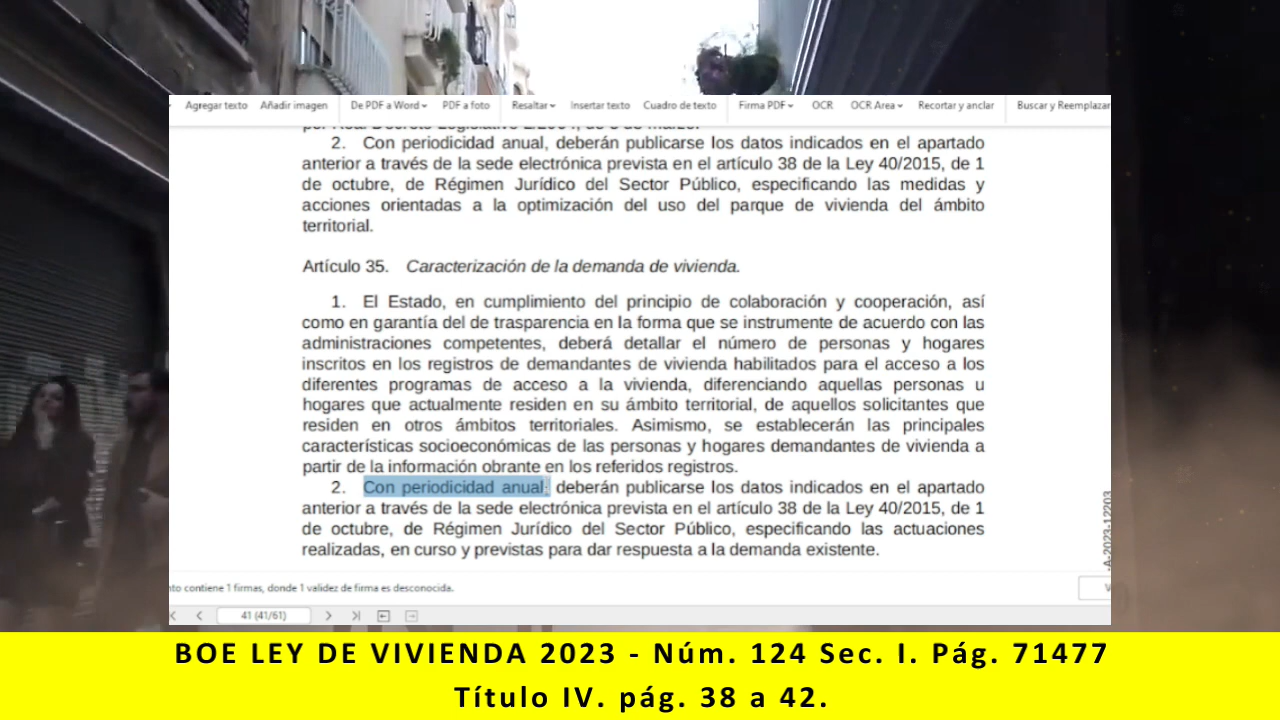 Agregar texto Añadir imagen De PDF a Word PDF a foto Resaltar Insertar texto Cuadro de texto Firma PDF OCR OCR Area Recortar y anclar Buscar y Reemplazar
2. Con periodicidad anual, deberán publicarse los datos indicados en el apartado
anterior a través de la sede electrónica prevista en el artículo 38 de la Ley 40/2015, de 1
de octubre, de Régimen Jurídico del Sector Público, especificando las medidas y
acciones orientadas a la optimización del uso del parque de vivienda del ámbito
territorial.
Artículo 35. Caracterización de la demanda de vivienda.
1. El Estado, en cumplimiento del principio de colaboración y cooperación, así
como en garantía del de trasparencia en la forma que se instrumente de acuerdo con las
administraciones competentes, deberá detallar el número de personas y hogares
inscritos en los registros de demandantes de vivienda habilitados para el acceso a los
diferentes programas de acceso a la vivienda, diferenciando aquellas personas u
hogares que actualmente residen en su ámbito territorial, de aquellos solicitantes que
residen en otros ámbitos territoriales. Asimismo, se establecerán las principales
características socioeconómicas de las personas y hogares demandantes de vivienda a
partir de la información obrante en los referidos registros.
2. Con periodicidad anual, deberán publicarse los datos indicados en el apartado
anterior a través de la sede electrónica prevista en el artículo 38 de la Ley 40/2015, de 1
de octubre, de Régimen Jurídico del Sector Público, especificando las actuaciones
realizadas, en curso y previstas para dar respuesta a la demanda existente.
-A-2023-12203
nto contiene 1 firmas, donde 1 validez de firma es desconocida.
41 (41/61)
BOE LEY DE VIVIENDA 2023 - Núm. 124 Sec. I. Pág. 71477
Título IV. pág. 38 a 42.